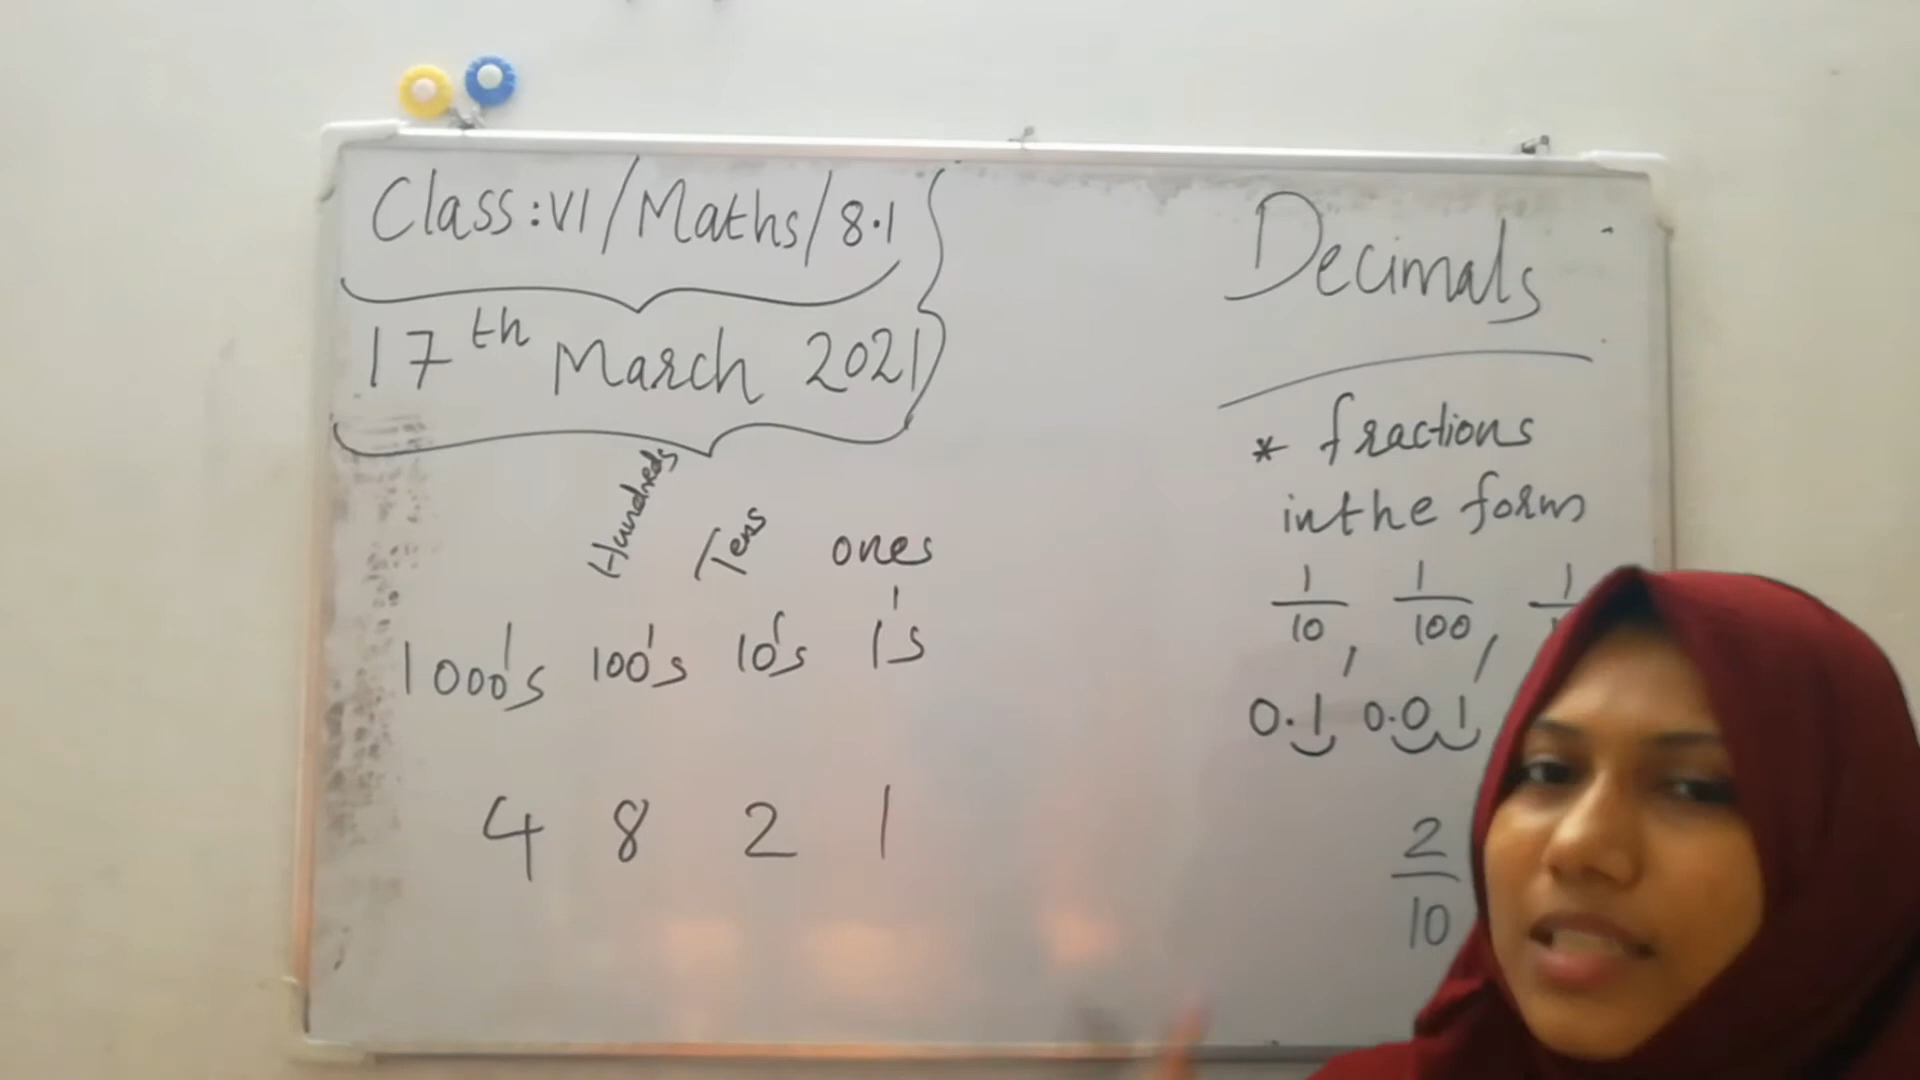 Class:VI/Maths/8.1
17th March 2021
Hundreds Tens ones
1000's 100's 10's 1's
4 8 2 1
Decimals
* fractions
in the form
1/10, 1/100, 1/
0.1 0.01
2/10